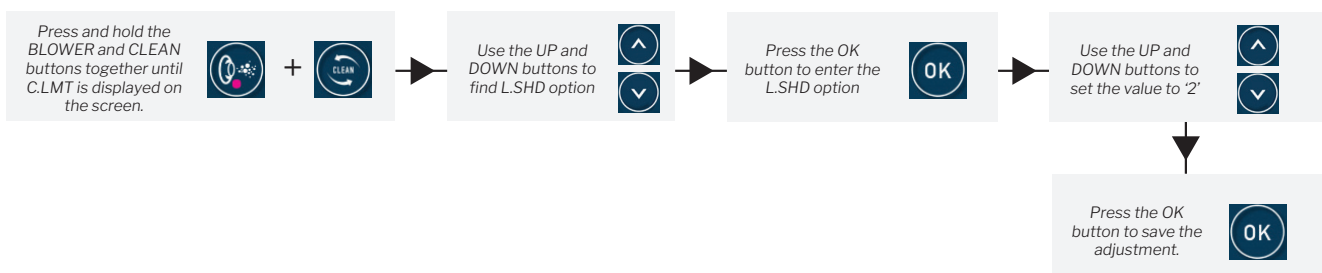 Press and hold the
BLOWER and CLEAN
buttons together until
C.LMT is displayed on
the screen.
+
CLEAN
Use the UP and
DOWN buttons to
find L.SHD option
Press the OK
button to enter the
L.SHD option
OK
Use the UP and
DOWN buttons to
set the value to ‘2’
Press the OK
button to save the
adjustment.
OK